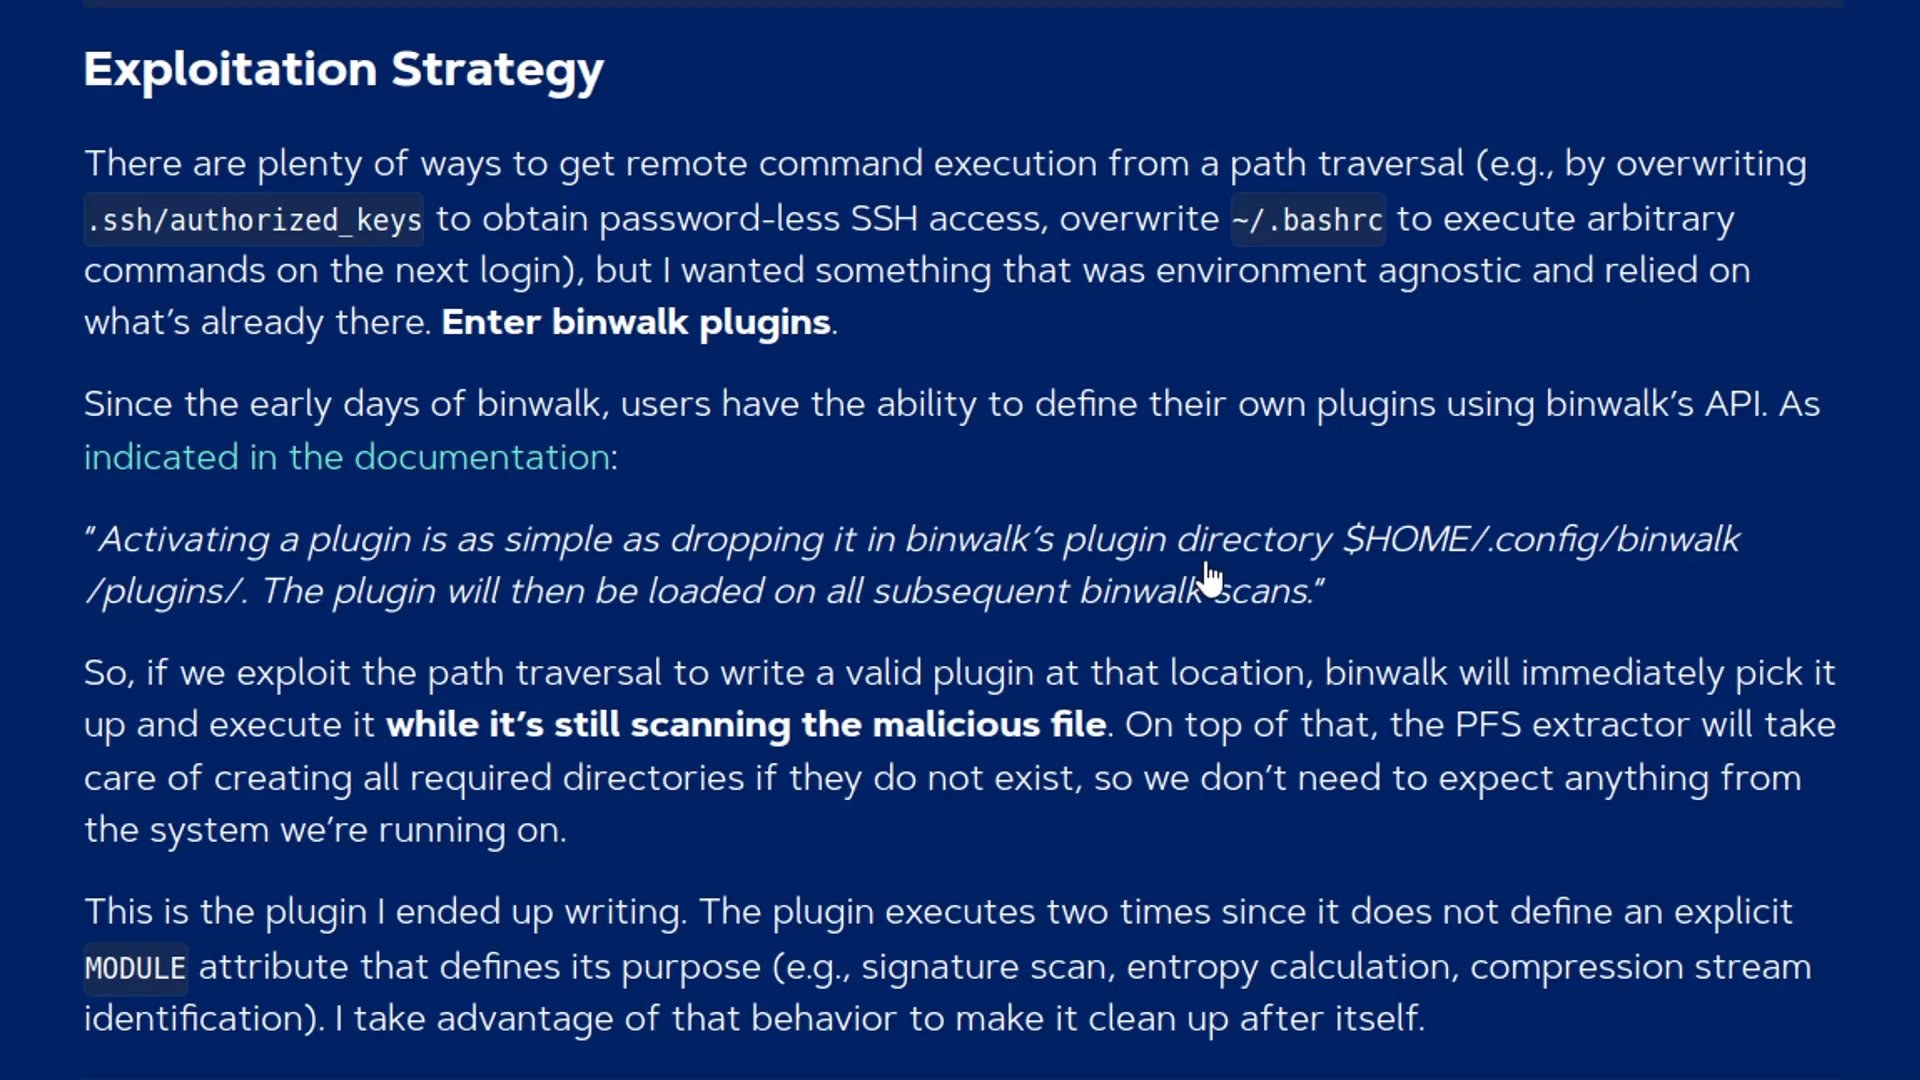 Exploitation Strategy
There are plenty of ways to get remote command execution from a path traversal (e.g., by overwriting
.ssh/authorized_keys to obtain password-less SSH access, overwrite ~/.bashrc to execute arbitrary
commands on the next login), but I wanted something that was environment agnostic and relied on
what’s already there. Enter binwalk plugins.
Since the early days of binwalk, users have the ability to define their own plugins using binwalk’s API. As
indicated in the documentation:
“Activating a plugin is as simple as dropping it in binwalk’s plugin directory $HOME/.config/binwalk
/plugins/. The plugin will then be loaded on all subsequent binwalk scans.”
So, if we exploit the path traversal to write a valid plugin at that location, binwalk will immediately pick it
up and execute it while it’s still scanning the malicious file. On top of that, the PFS extractor will take
care of creating all required directories if they do not exist, so we don’t need to expect anything from
the system we’re running on.
This is the plugin I ended up writing. The plugin executes two times since it does not define an explicit
MODULE attribute that defines its purpose (e.g., signature scan, entropy calculation, compression stream
identification). I take advantage of that behavior to make it clean up after itself.